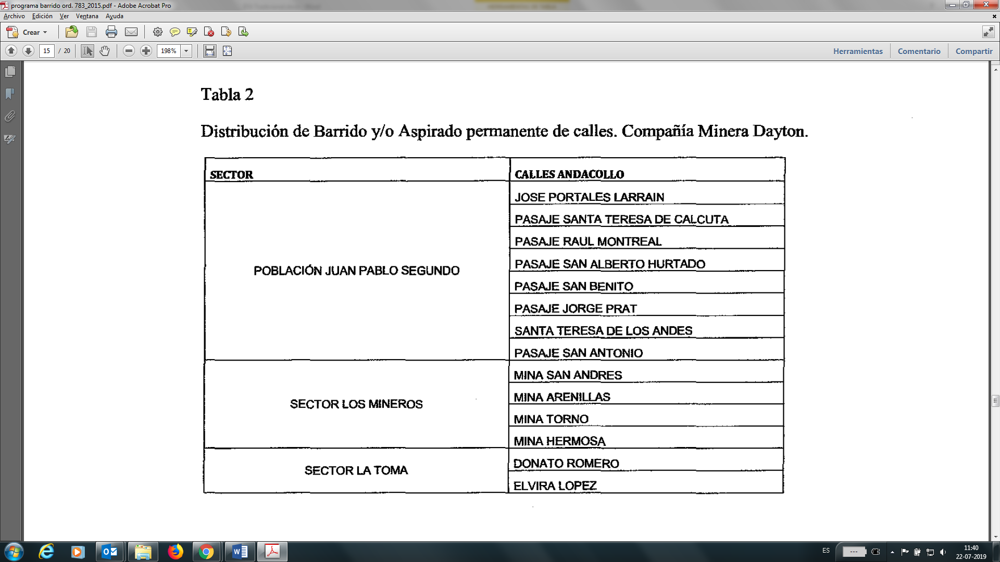 programa barrido ord. 783_2015.pdf - Adobe Acrobat Pro
Archivo Edición Ver Ventana Ayuda
Crear
15 / 20 198% Herramientas Comentario Compartir
Tabla 2
Distribución de Barrido y/o Aspirado permanente de calles. Compañía Minera Dayton.
SECTOR CALLES ANDACOLLO
POBLACIÓN JUAN PABLO SEGUNDO
JOSE PORTALES LARRAIN
PASAJE SANTA TERESA DE CALCUTA
PASAJE RAUL MONTREAL
PASAJE SAN ALBERTO HURTADO
PASAJE SAN BENITO
PASAJE JORGE PRAT
SANTA TERESA DE LOS ANDES
PASAJE SAN ANTONIO
SECTOR LOS MINEROS
MINA SAN ANDRES
MINA ARENILLAS
MINA TORNO
MINA HERMOSA
SECTOR LA TOMA
DONATO ROMERO
ELVIRA LOPEZ
ES
11:40
22-07-2019